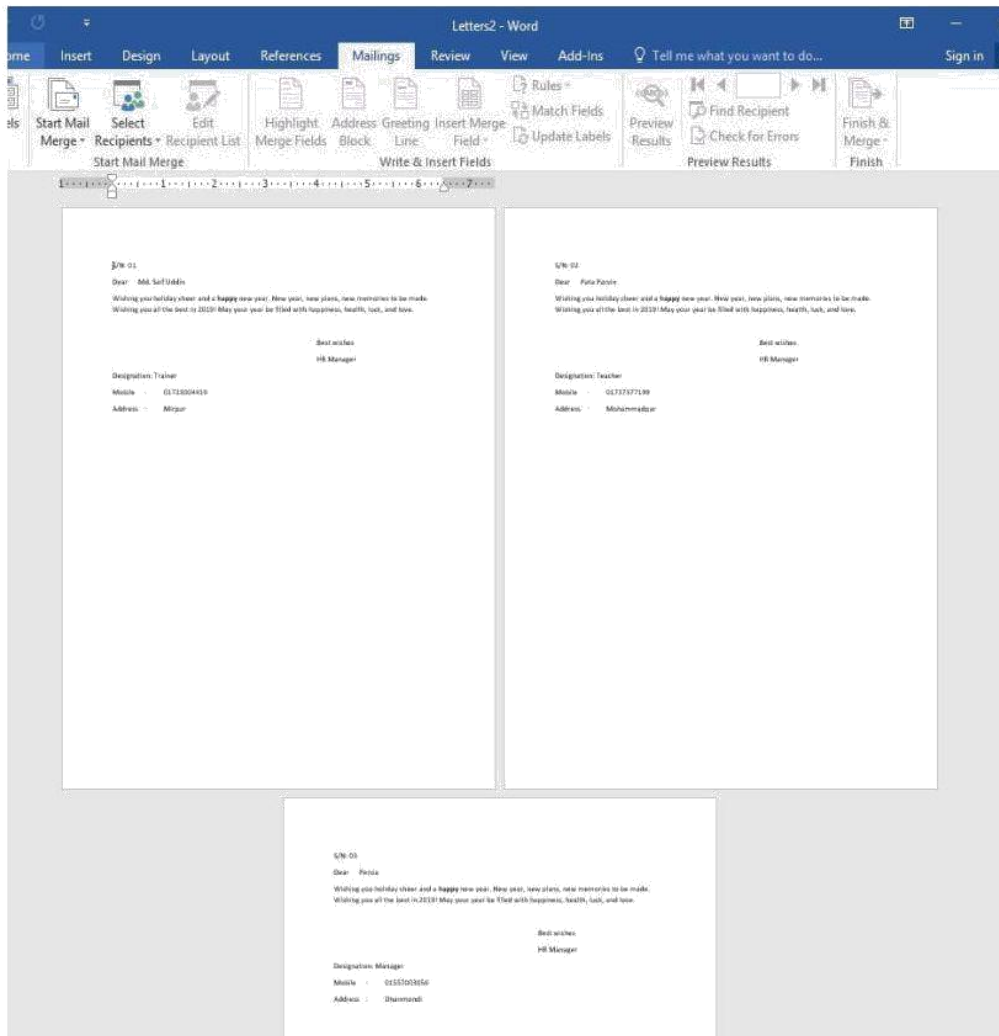 Letters2 - Word
Insert Design Layout References Mailings Review View Add-Ins Tell me what you want to do... Sign in
Start Mail Merge Select Recipients Edit Recipient List Highlight Merge Fields Address Block Greeting Line Insert Merge Field Rules Match Fields Update Labels Preview Results Find Recipient Check for Errors Finish & Merge
Start Mail Merge Write & Insert Fields Preview Results Finish
1 1 2 3 4 5 6 7
S/N: 01
Dear Md. Saif Uddin
Wishing you holiday cheer and a happy new year. New year, new plans, new memories to be made.
Wishing you all the best in 2019! May your year be filled with happiness, health, luck, and love.
Best wishes
HR Manager
Designation: Trainer
Mobile :
Address : Mirpur
S/N: 02
Dear Parvin
Wishing you holiday cheer and a happy new year. New year, new plans, new memories to be made.
Wishing you all the best in 2019! May your year be filled with happiness, health, luck, and love.
Best wishes
HR Manager
Designation: Teacher
Mobile :
Address : Mohammadpur
S/N: 03
Dear
Wishing you holiday cheer and a happy new year. New year, new plans, new memories to be made.
Wishing you all the best in 2019! May your year be filled with happiness, health, luck, and love.
Best wishes
HR Manager
Designation: Manager
Mobile :
Address : Dhanmondi